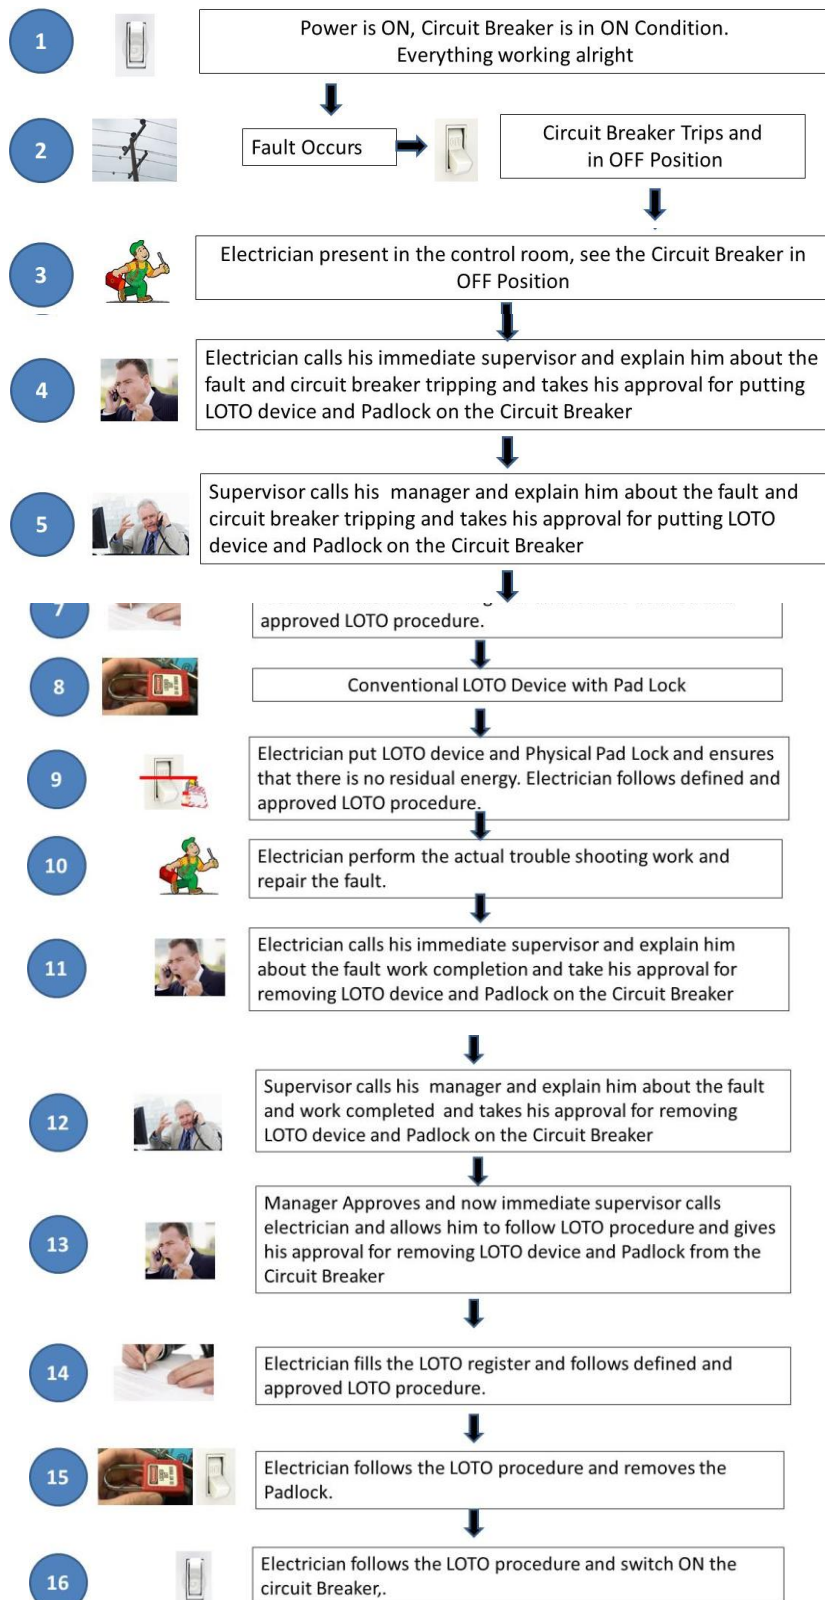 1
Power is ON, Circuit Breaker is in ON Condition.
Everything working alright
2
Fault Occurs
Circuit Breaker Trips and
in OFF Position
3
Electrician present in the control room, see the Circuit Breaker in
OFF Position
4
Electrician calls his immediate supervisor and explain him about the
fault and circuit breaker tripping and takes his approval for putting
LOTO device and Padlock on the Circuit Breaker
5
Supervisor calls his manager and explain him about the fault and
circuit breaker tripping and takes his approval for putting LOTO
device and Padlock on the Circuit Breaker
7
approved LOTO procedure.
8
Conventional LOTO Device with Pad Lock
9
Electrician put LOTO device and Physical Pad Lock and ensures
that there is no residual energy. Electrician follows defined and
approved LOTO procedure.
10
Electrician perform the actual trouble shooting work and
repair the fault.
11
Electrician calls his immediate supervisor and explain him
about the fault work completion and take his approval for
removing LOTO device and Padlock on the Circuit Breaker
12
Supervisor calls his manager and explain him about the fault
and work completed and takes his approval for removing
LOTO device and Padlock on the Circuit Breaker
13
Manager Approves and now immediate supervisor calls
electrician and allows him to follow LOTO procedure and gives
his approval for removing LOTO device and Padlock from the
Circuit Breaker
14
Electrician fills the LOTO register and follows defined and
approved LOTO procedure.
15
Electrician follows the LOTO procedure and removes the
Padlock.
16
Electrician follows the LOTO procedure and switch ON the
circuit Breaker,.